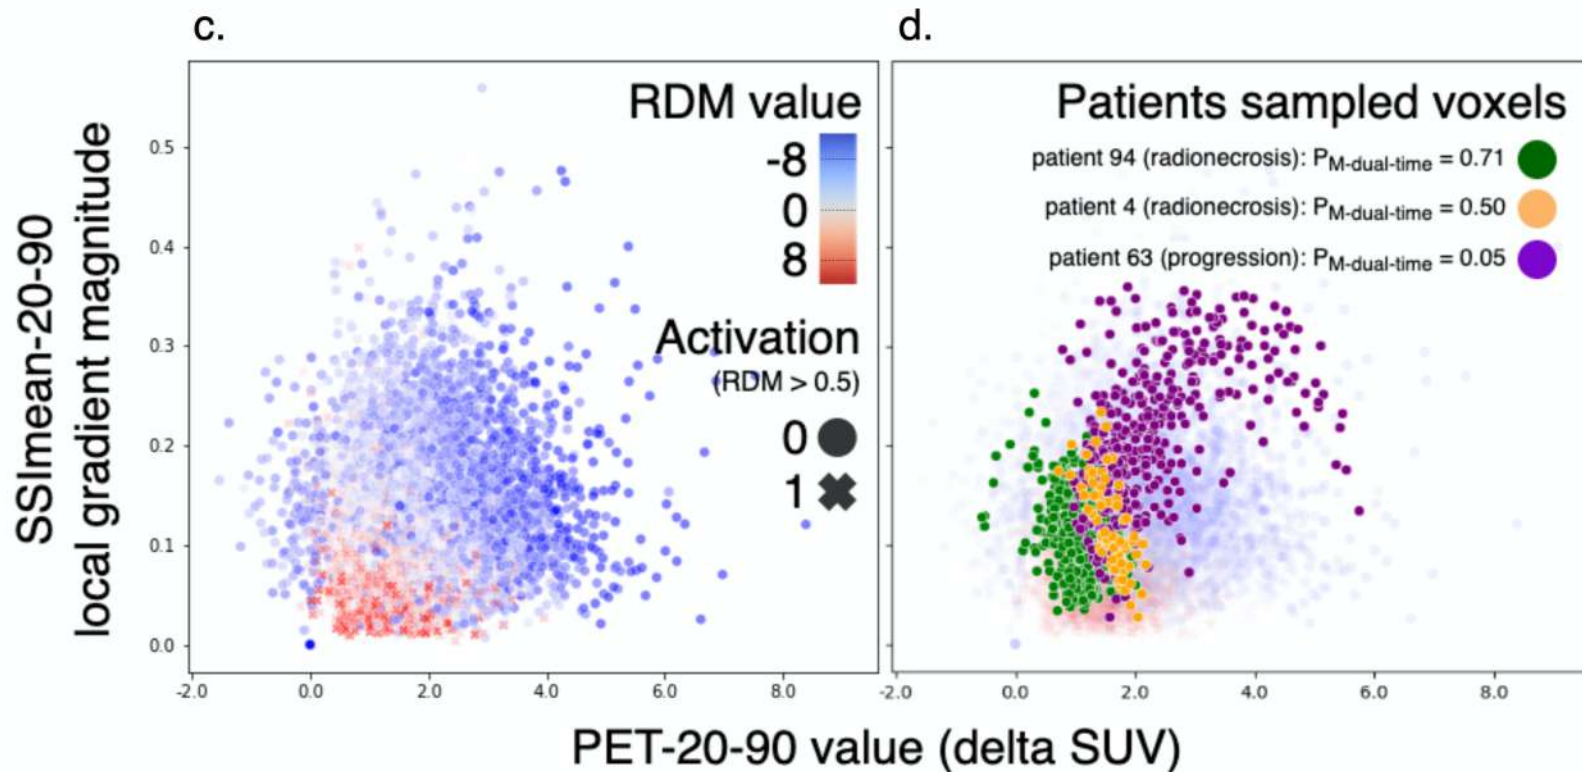 c.
SSImean-20-90
local gradient magnitude
0.5
0.4
0.3
0.2
0.1
0.0
-2.0 0.0 2.0 4.0 6.0 8.0
RDM value
-8
0
8
Activation
(RDM > 0.5)
0
1
d.
Patients sampled voxels
patient 94 (radionecrosis): PM-dual-time = 0.71
patient 4 (radionecrosis): PM-dual-time = 0.50
patient 63 (progression): PM-dual-time = 0.05
-2.0 0.0 2.0 4.0 6.0 8.0
PET-20-90 value (delta SUV)